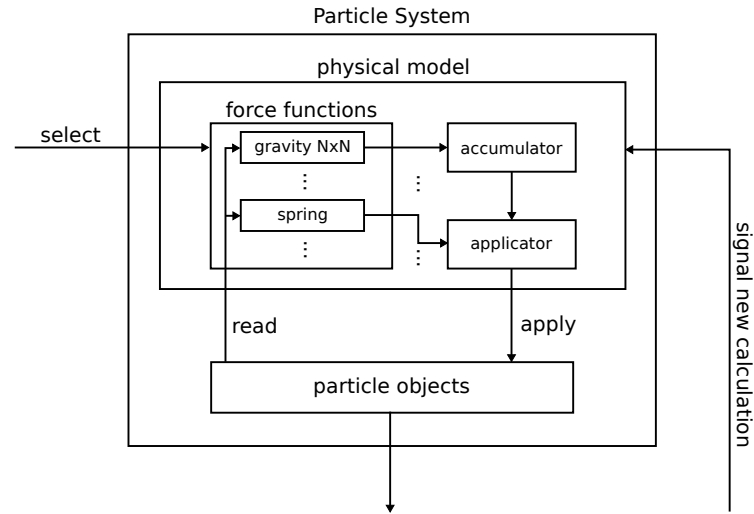 Particle System
physical model
force functions
select
gravity NxN
accumulator
⋮
⋮
spring
applicator
⋮
⋮
signal new calculation
read
apply
particle objects